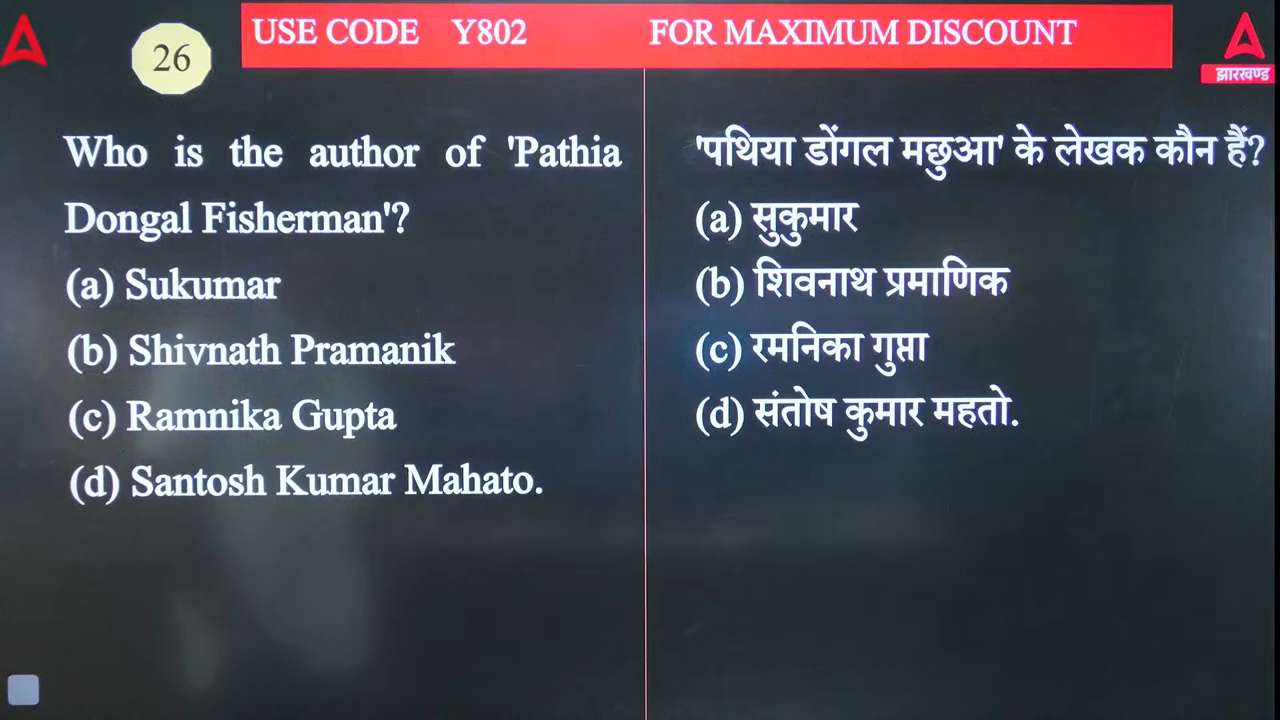 USE CODE Y802 FOR MAXIMUM DISCOUNT
26
झारखण्ड
Who is the author of 'Pathia
Dongal Fisherman'?
(a) Sukumar
(b) Shivnath Pramanik
(c) Ramnika Gupta
(d) Santosh Kumar Mahato.
'पथिया डोंगल मछुआ' के लेखक कौन हैं?
(a) सुकुमार
(b) शिवनाथ प्रमाणिक
(c) रमनिका गुप्ता
(d) संतोष कुमार महतो.